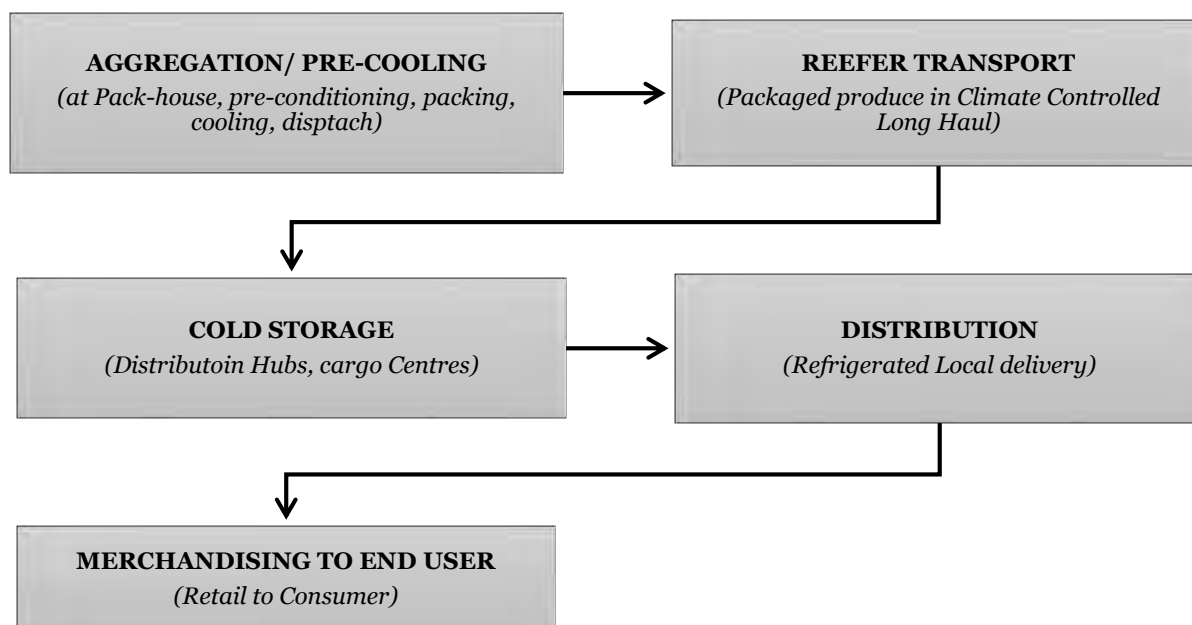 AGGREGATION/ PRE-COOLING
(at Pack-house, pre-conditioning, packing,
cooling, disptach)
REEFER TRANSPORT
(Packaged produce in Climate Controlled
Long Haul)
COLD STORAGE
(Distributoin Hubs, cargo Centres)
DISTRIBUTION
(Refrigerated Local delivery)
MERCHANDISING TO END USER
(Retail to Consumer)